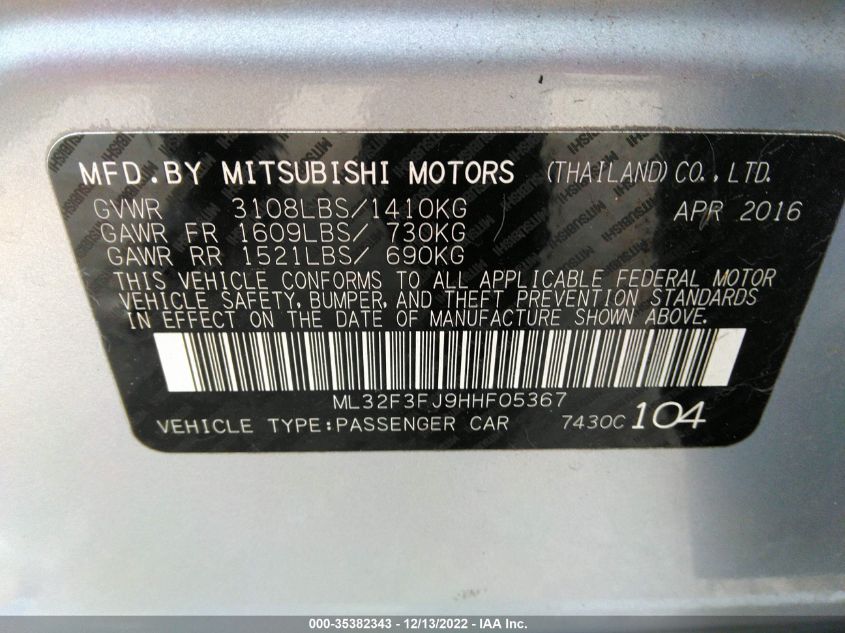 MFD.BY MITSUBISHI MOTORS (THAILAND) CO., LTD.
GVWR 3108LBS/1410KG APR 2016
GAWR FR 1609LBS/ 730KG
GAWR RR 1521LBS/ 690KG
THIS VEHICLE CONFORMS TO ALL APPLICABLE FEDERAL MOTOR
VEHICLE SAFETY, BUMPER, AND THEFT PREVENTION STANDARDS
IN EFFECT ON THE DATE OF MANUFACTURE SHOWN ABOVE.
ML32F3FJ9HHF05367
VEHICLE TYPE:PASSENGER CAR 7430C 104
000-35382343 - 12/13/2022 - IAA Inc.